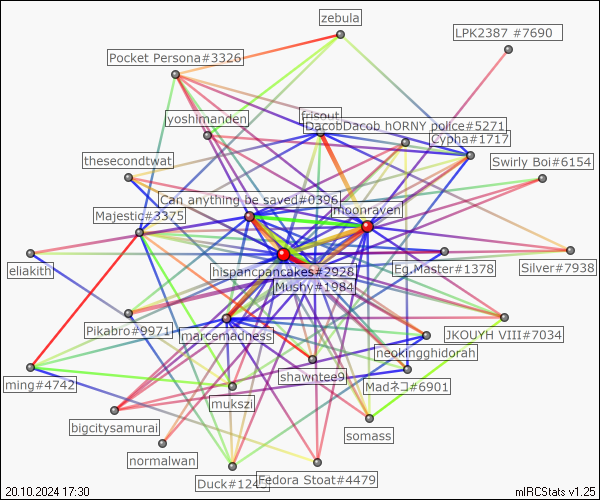 zebula
LPK2387 #7690
Pocket Persona#3326
yoshimanden
frisout
DacobDacob hORNY police#5271
Cypha#1717
thesecondtwat
Swirly Boi#6154
Can anything be saved#0396
moonraven
Majestic#3375
eliakith
hispancpancakes#2928
Eg.Master#1378
Silver#7938
Mushy#1984
Pikabro#9971
marcemadness
JKOUYH VIII#7034
neokingghidorah
ming#4742
shawntee9
Madネコ#6901
mukszi
bigcitysamurai
somass
normalwan
Duck#124
Fedora Stoat#4479
20.10.2024 17:30
mIRCStats v1.25